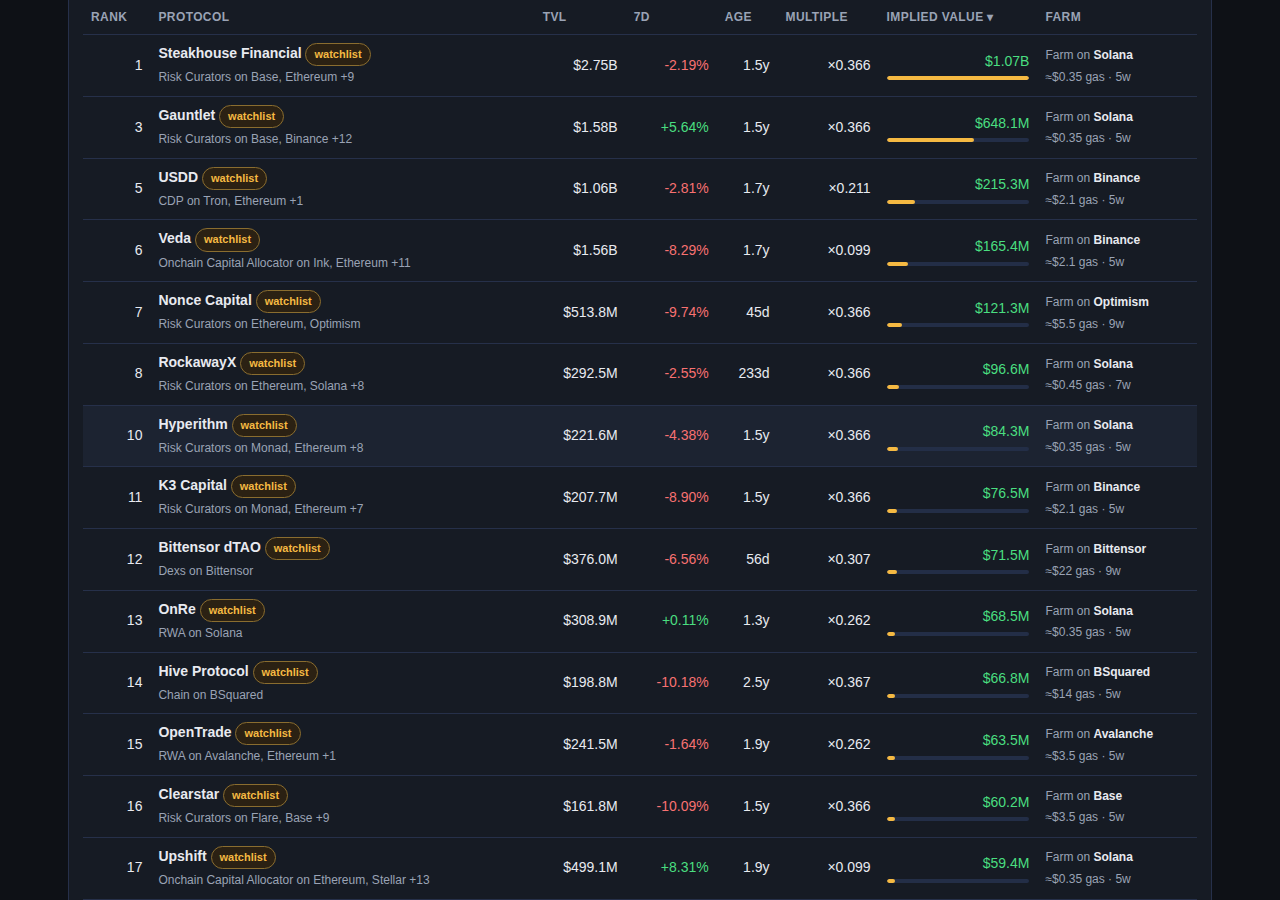 RANK PROTOCOL TVL 7D AGE MULTIPLE IMPLIED VALUE ▼ FARM
1 Steakhouse Financial watchlist $2.75B -2.19% 1.5y ×0.366 $1.07B Farm on Solana
Risk Curators on Base, Ethereum +9 ≈$0.35 gas · 5w
3 Gauntlet watchlist $1.58B +5.64% 1.5y ×0.366 $648.1M Farm on Solana
Risk Curators on Base, Binance +12 ≈$0.35 gas · 5w
5 USDD watchlist $1.06B -2.81% 1.7y ×0.211 $215.3M Farm on Binance
CDP on Tron, Ethereum +1 ≈$2.1 gas · 5w
6 Veda watchlist $1.56B -8.29% 1.7y ×0.099 $165.4M Farm on Binance
Onchain Capital Allocator on Ink, Ethereum +11 ≈$2.1 gas · 5w
7 Nonce Capital watchlist $513.8M -9.74% 45d ×0.366 $121.3M Farm on Optimism
Risk Curators on Ethereum, Optimism ≈$5.5 gas · 9w
8 RockawayX watchlist $292.5M -2.55% 233d ×0.366 $96.6M Farm on Solana
Risk Curators on Ethereum, Solana +8 ≈$0.45 gas · 7w
10 Hyperithm watchlist $221.6M -4.38% 1.5y ×0.366 $84.3M Farm on Solana
Risk Curators on Monad, Ethereum +8 ≈$0.35 gas · 5w
11 K3 Capital watchlist $207.7M -8.90% 1.5y ×0.366 $76.5M Farm on Binance
Risk Curators on Monad, Ethereum +7 ≈$2.1 gas · 5w
12 Bittensor dTAO watchlist $376.0M -6.56% 56d ×0.307 $71.5M Farm on Bittensor
Dexs on Bittensor ≈$22 gas · 9w
13 OnRe watchlist $308.9M +0.11% 1.3y ×0.262 $68.5M Farm on Solana
RWA on Solana ≈$0.35 gas · 5w
14 Hive Protocol watchlist $198.8M -10.18% 2.5y ×0.367 $66.8M Farm on BSquared
Chain on BSquared ≈$14 gas · 5w
15 OpenTrade watchlist $241.5M -1.64% 1.9y ×0.262 $63.5M Farm on Avalanche
RWA on Avalanche, Ethereum +1 ≈$3.5 gas · 5w
16 Clearstar watchlist $161.8M -10.09% 1.5y ×0.366 $60.2M Farm on Base
Risk Curators on Flare, Base +9 ≈$3.5 gas · 5w
17 Upshift watchlist $499.1M +8.31% 1.9y ×0.099 $59.4M Farm on Solana
Onchain Capital Allocator on Ethereum, Stellar +13 ≈$0.35 gas · 5w